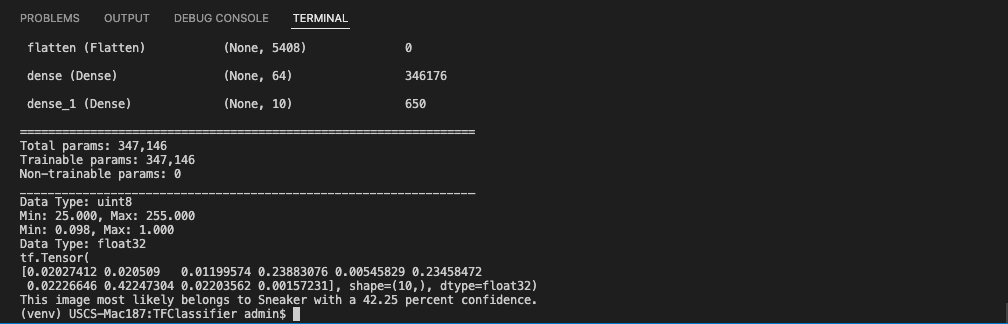 PROBLEMS OUTPUT DEBUG CONSOLE TERMINAL
flatten (Flatten) (None, 5408) 0
dense (Dense) (None, 64) 346176
dense_1 (Dense) (None, 10) 650
=================================================================
Total params: 347,146
Trainable params: 347,146
Non-trainable params: 0
_________________________________________________________________
Data Type: uint8
Min: 25.000, Max: 255.000
Min: 0.098, Max: 1.000
Data Type: float32
tf.Tensor(
[0.02027412 0.020509   0.01199574 0.23883076 0.00545829 0.23458472
 0.02226646 0.42247304 0.02203562 0.00157231], shape=(10,), dtype=float32)
This image most likely belongs to Sneaker with a 42.25 percent confidence.
(venv) USCS-Mac187:TFClassifier admin$